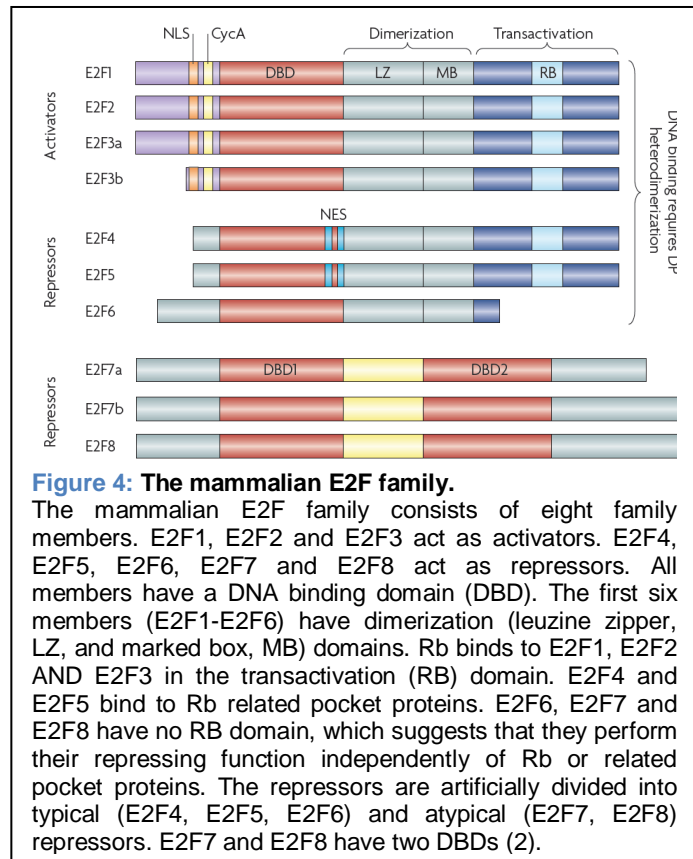 NLS CycA Dimerization Transactivation
E2F1 DBD LZ MB RB
E2F2
E2F3a
E2F3b
Activators
NES
E2F4
E2F5
E2F6
Repressors
DNA binding requires DP
heterodimerization
E2F7a DBD1 DBD2
E2F7b
E2F8
Repressors
Figure 4: The mammalian E2F family.
The mammalian E2F family consists of eight family
members. E2F1, E2F2 and E2F3 act as activators. E2F4,
E2F5, E2F6, E2F7 and E2F8 act as repressors. All
members have a DNA binding domain (DBD). The first six
members (E2F1-E2F6) have dimerization (leuzine zipper,
LZ, and marked box, MB) domains. Rb binds to E2F1, E2F2
AND E2F3 in the transactivation (RB) domain. E2F4 and
E2F5 bind to Rb related pocket proteins. E2F6, E2F7 and
E2F8 have no RB domain, which suggests that they perform
their repressing function independently of Rb or related
pocket proteins. The repressors are artificially divided into
typical (E2F4, E2F5, E2F6) and atypical (E2F7, E2F8)
repressors. E2F7 and E2F8 have two DBDs (2).